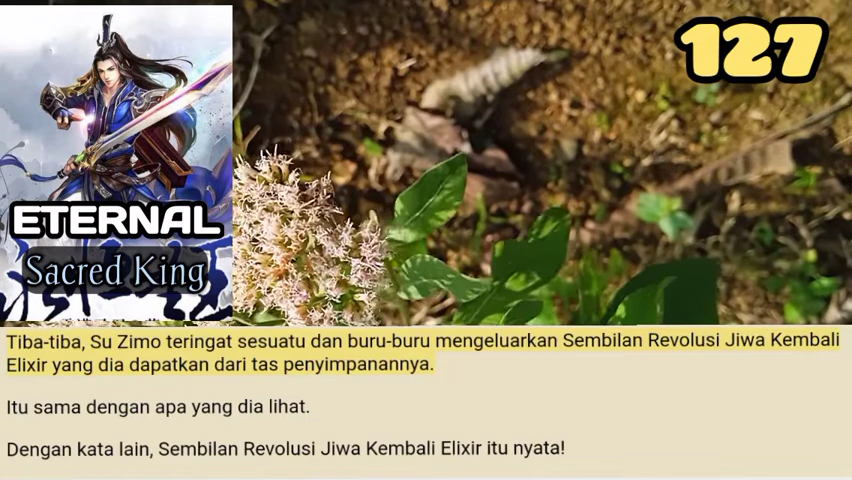 127
ETERNAL
Sacred King
Tiba-tiba, Su Zimo teringat sesuatu dan buru-buru mengeluarkan Sembilan Revolusi Jiwa Kembali
Elixir yang dia dapatkan dari tas penyimpanannya.
Itu sama dengan apa yang dia lihat.
Dengan kata lain, Sembilan Revolusi Jiwa Kembali Elixir itu nyata!